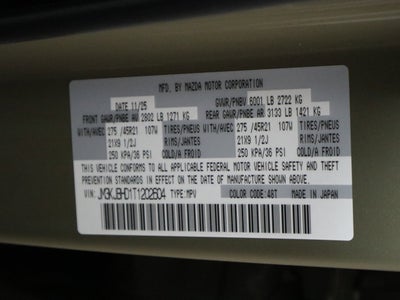 MFD. BY MAZDA MOTOR CORPORATION
DATE 11/25 GVWR/PNBV 6001 LB 2722 KG
FRONT GAWR/PNBE AV 2802 LB 1271 KG REAR GAWR/PNBE AR 3133 LB 1421 KG
WITH/AVEC 275 /45R21 107W TIRES/PNEUS WITH/AVEC 275 /45R21 107W TIRES/PNEUS
21X9 1/2J RIMS/JANTES 21X9 1/2J RIMS/JANTES
250 KPA/36 PSI COLD/A FROID 250 KPA/36 PSI COLD/A FROID
THIS VEHICLE CONFORMS TO ALL APPLICABLE FEDERAL MOTOR VEHICLE SAFETY AND THEFT
PREVENTION STANDARDS IN EFFECT ON THE DATE OF MANUFACTURE SHOWN ABOVE.
VIN: TYPE:MPV COLOR CODE:46T MADE IN JAPAN